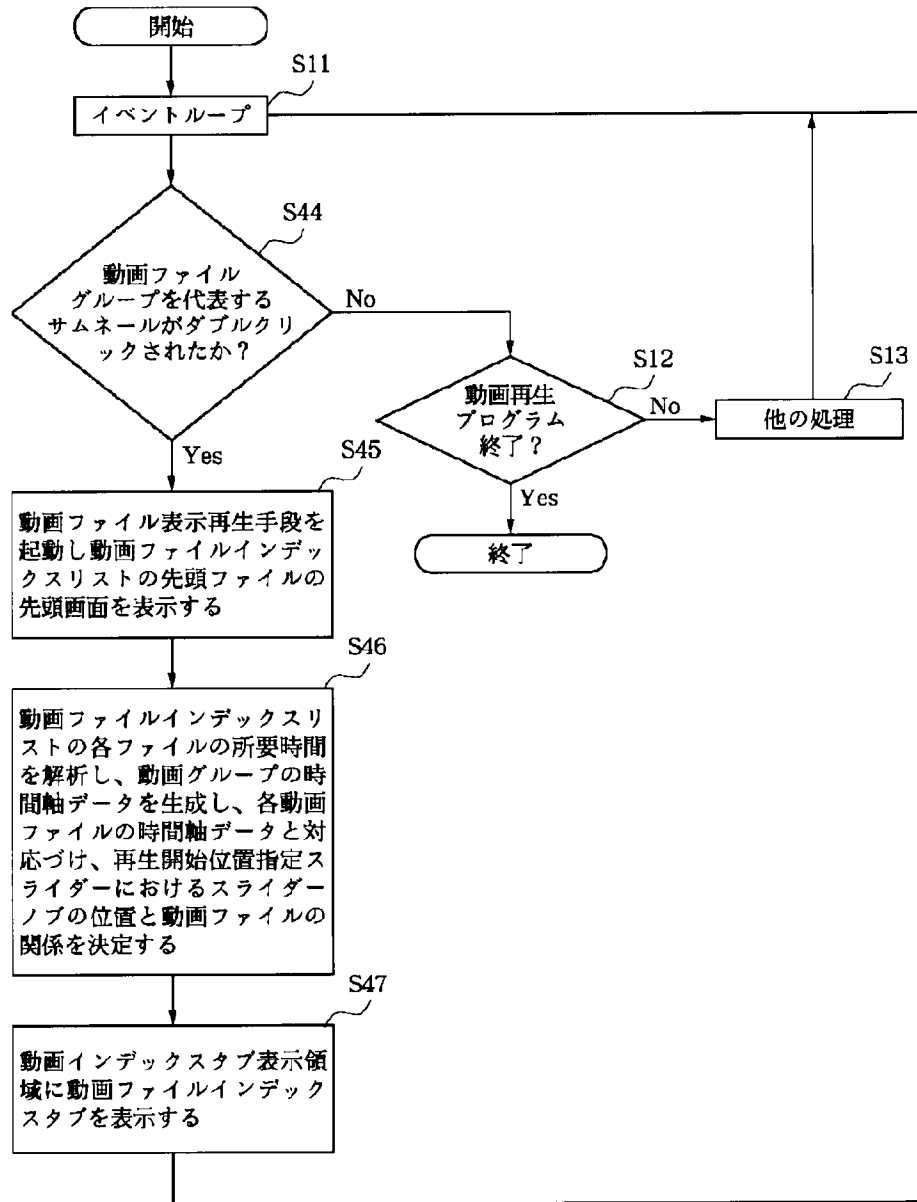 開始
S11
イベントループ
S44
動画ファイル
グループを代表する
サムネールがダブルクリ
ックされたか？
No
Yes
S12
動画再生
プログラム
終了？
No
Yes
S13
他の処理
終了
S45
動画ファイル表示再生手段を
起動し動画ファイルインデッ
クスリストの先頭ファイルの
先頭画面を表示する
S46
動画ファイルインデックスリ
ストの各ファイルの所要時間
を解析し、動画グループの時
間軸データを生成し、各動画
ファイルの時間軸データと対
応づけ、再生開始位置指定ス
ライダーにおけるスライダー
ノブの位置と動画ファイルの
関係を決定する
S47
動画インデックスタブ表示領
域に動画ファイルインデック
スタブを表示する